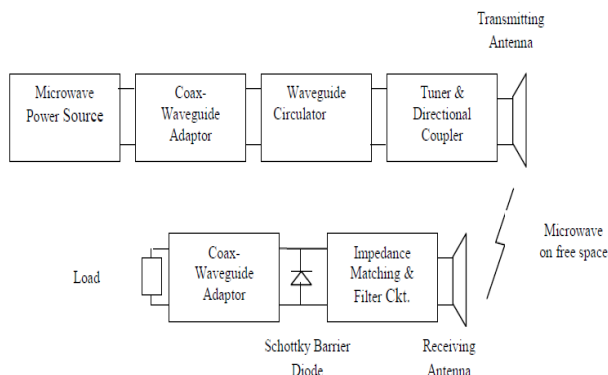 Transmitting
Antenna
Microwave
Power Source
Coax-
Waveguide
Adaptor
Waveguide
Circulator
Tuner &
Directional
Coupler
Microwave
on free space
Load
Coax-
Waveguide
Adaptor
Impedance
Matching &
Filter Ckt.
Schottky Barrier
Diode
Receiving
Antenna